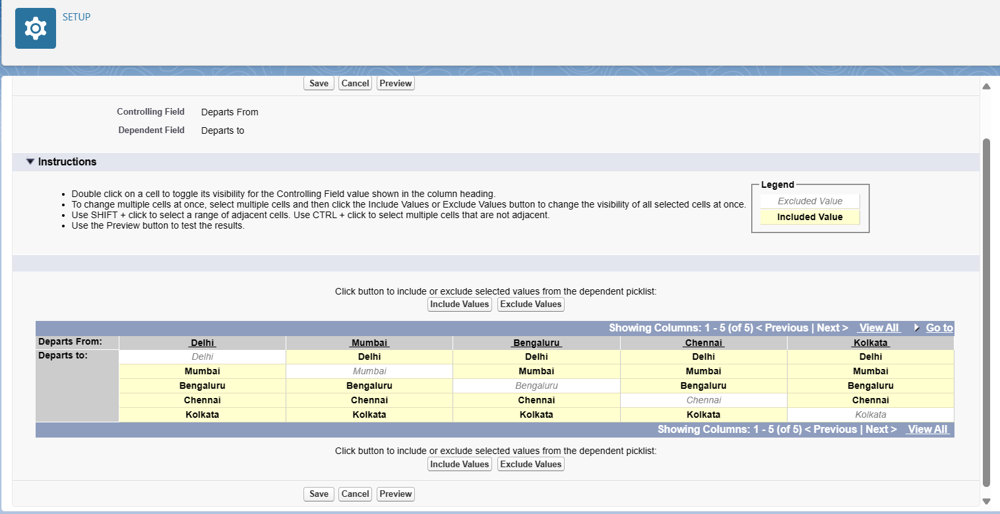 SETUP
Save Cancel Preview
Controlling Field Departs From
Dependent Field Departs to
Instructions
Double click on a cell to toggle its visibility for the Controlling Field value shown in the column heading.
To change multiple cells at once, select multiple cells and then click the Include Values or Exclude Values button to change the visibility of all selected cells at once.
Use SHIFT + click to select a range of adjacent cells. Use CTRL + click to select multiple cells that are not adjacent.
Use the Preview button to test the results.
Legend
Excluded Value
Included Value
Click button to include or exclude selected values from the dependent picklist:
Include Values Exclude Values
Showing Columns: 1 - 5 (of 5) < Previous | Next > View All Go to
Departs From: Delhi Mumbai Bengaluru Chennai Kolkata
Departs to: Delhi Delhi Delhi Delhi Delhi
Mumbai Mumbai Mumbai Mumbai Mumbai
Bengaluru Bengaluru Bengaluru Bengaluru Bengaluru
Chennai Chennai Chennai Chennai Chennai
Kolkata Kolkata Kolkata Kolkata Kolkata
Showing Columns: 1 - 5 (of 5) < Previous | Next > View All
Click button to include or exclude selected values from the dependent picklist:
Include Values Exclude Values
Save Cancel Preview